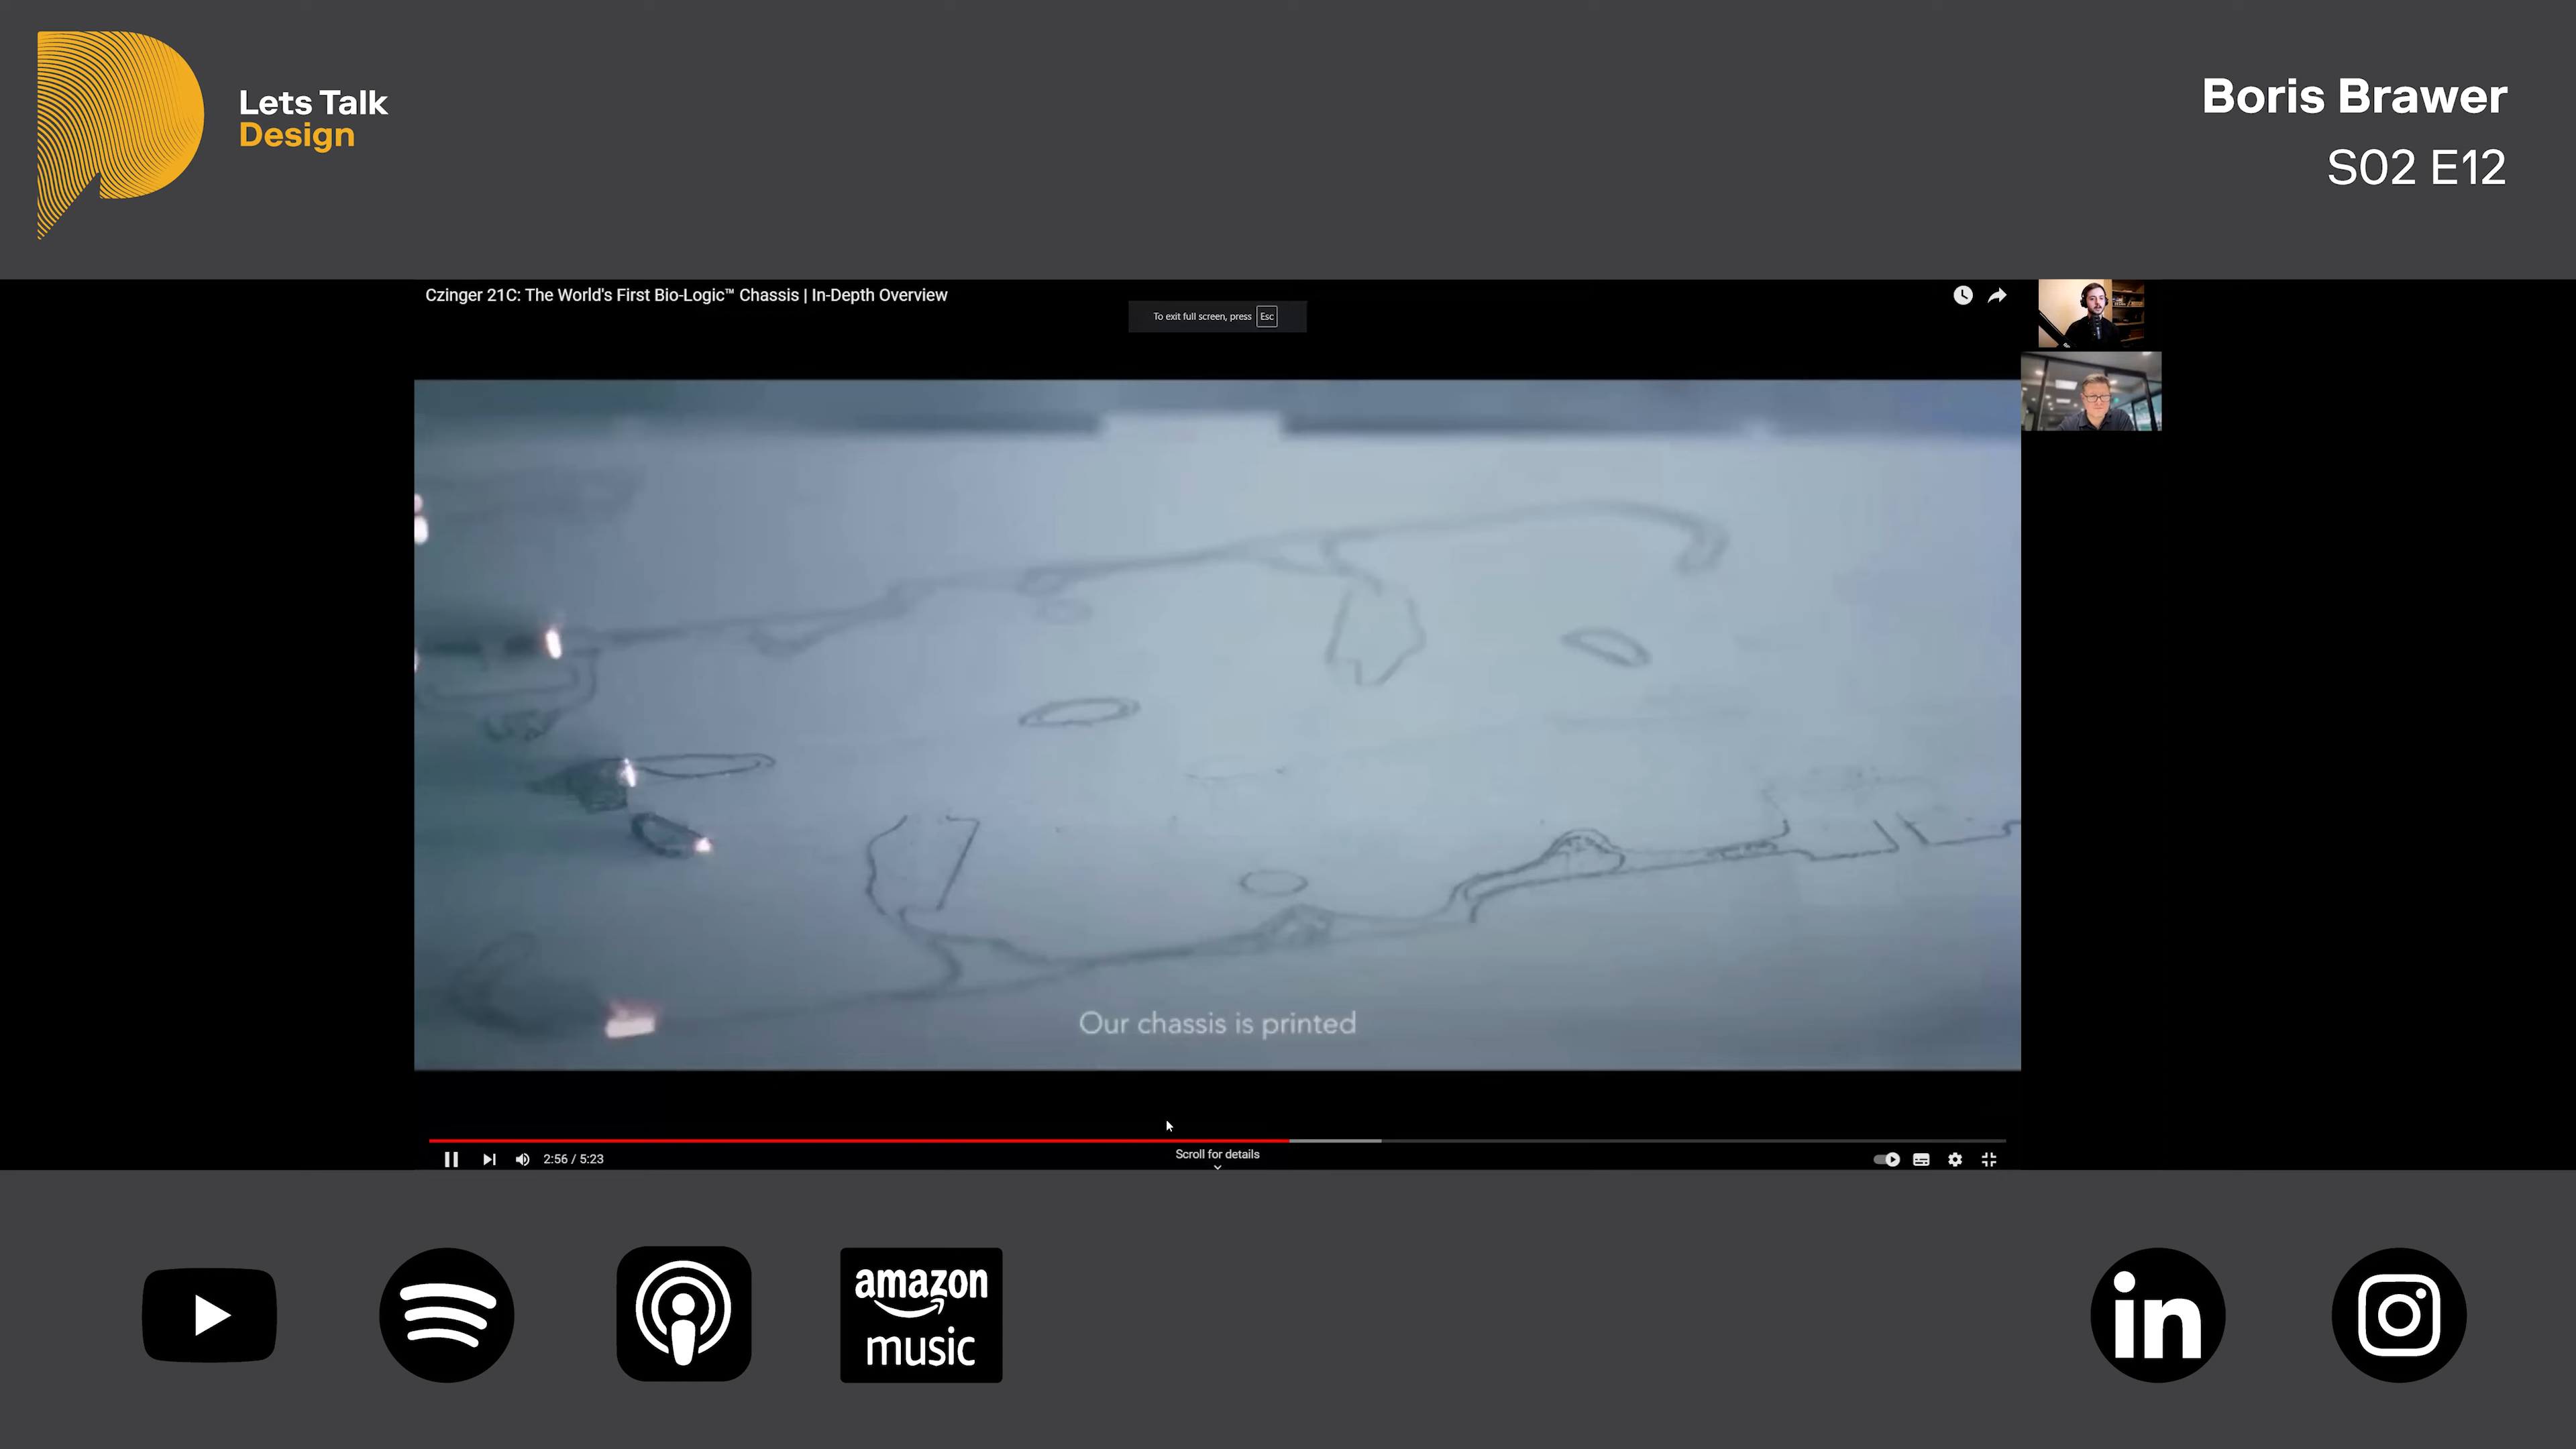 Lets Talk
Design
Boris Brawer
S02 E12
Czinger 21C: The World's First Bio-Logic™ Chassis | In-Depth Overview
To exit full screen, press Esc
Our chassis is printed
2:56 / 5:23
Scroll for details
amazon
music
in